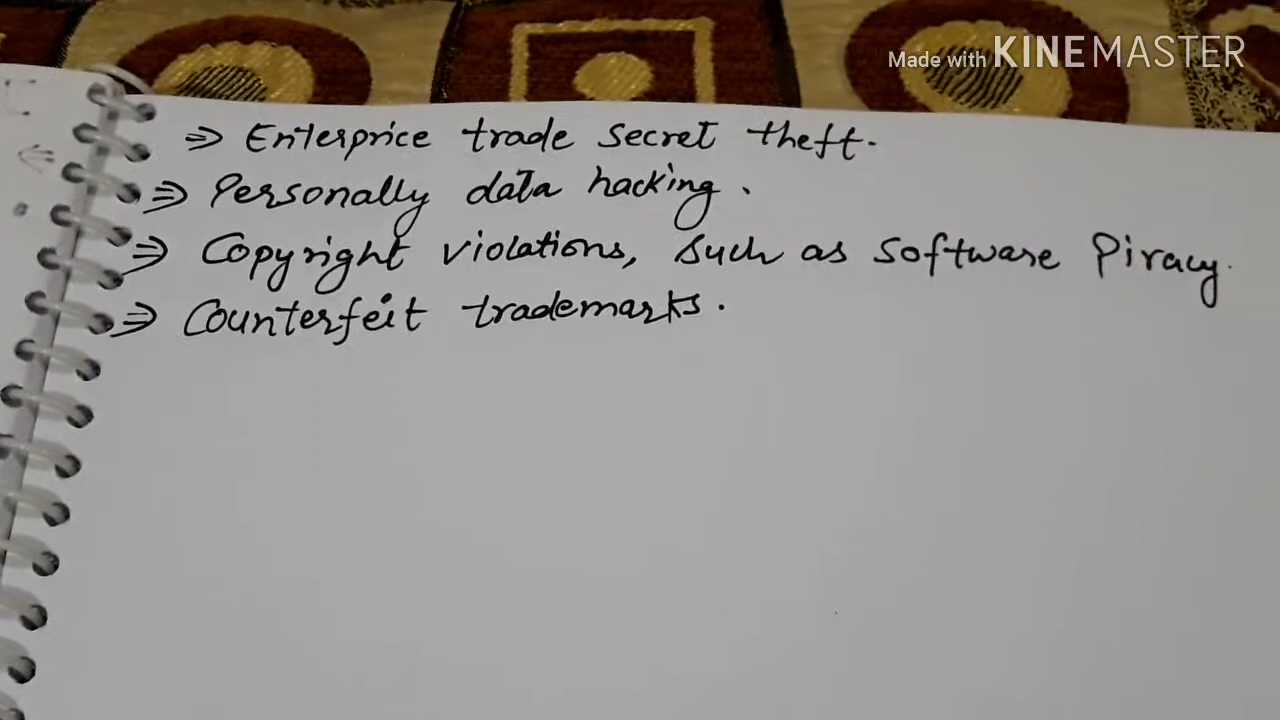 Made with KINEMASTER
⇒ Enterprice trade secret theft.
⇒ Personally data hacking.
⇒ Copyright violations, such as software Piracy.
⇒ Counterfeit trademarks.